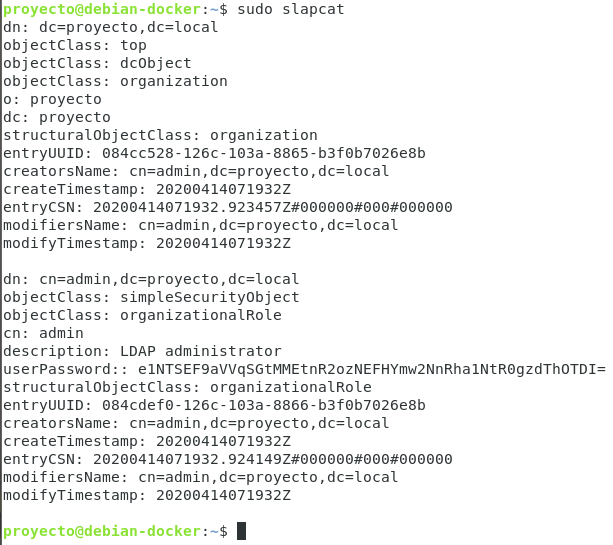 proyecto@debian-docker:~$ sudo slapcat
dn: dc=proyecto,dc=local
objectClass: top
objectClass: dcObject
objectClass: organization
o: proyecto
dc: proyecto
structuralObjectClass: organization
entryUUID: 084cc528-126c-103a-8865-b3f0b7026e8b
creatorsName: cn=admin,dc=proyecto,dc=local
createTimestamp: 20200414071932Z
entryCSN: 20200414071932.923457Z#000000#000#000000
modifiersName: cn=admin,dc=proyecto,dc=local
modifyTimestamp: 20200414071932Z

dn: cn=admin,dc=proyecto,dc=local
objectClass: simpleSecurityObject
objectClass: organizationalRole
cn: admin
description: LDAP administrator
userPassword:: e1NTSEF9aVVqSGtMMEtnR2ozNEFHYmw2NnRha1NtR0gzdThOTDI=
structuralObjectClass: organizationalRole
entryUUID: 084cdef0-126c-103a-8866-b3f0b7026e8b
creatorsName: cn=admin,dc=proyecto,dc=local
createTimestamp: 20200414071932Z
entryCSN: 20200414071932.924149Z#000000#000#000000
modifiersName: cn=admin,dc=proyecto,dc=local
modifyTimestamp: 20200414071932Z

proyecto@debian-docker:~$